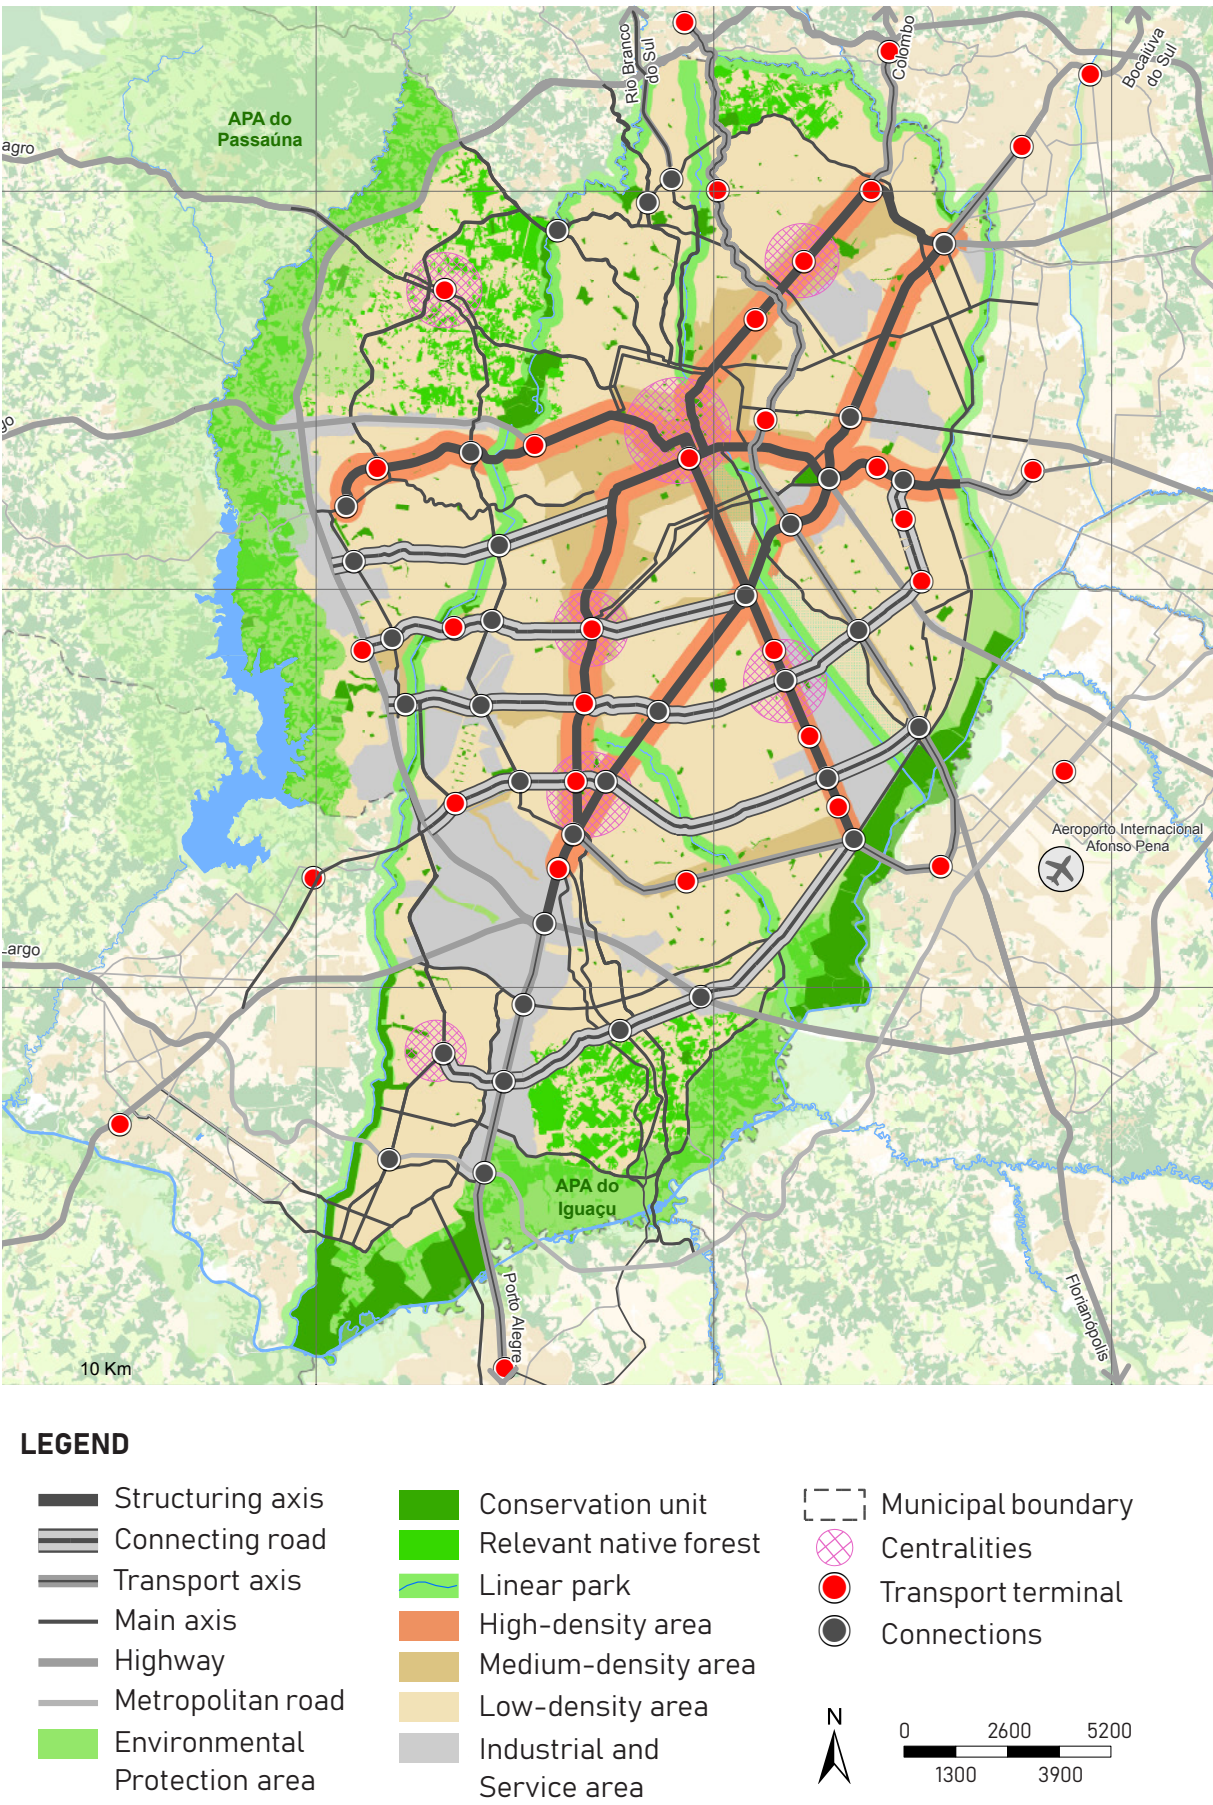 Rio Branco
do Sul
Colombo
Bocaiúva
do Sul
APA do
Passaúna
agro
go
Aeroporto Internacional
Afonso Pena
Largo
APA do
Iguaçu
Porto Alegre
Florianópolis
10 Km
LEGEND
Structuring axis
Connecting road
Transport axis
Main axis
Highway
Metropolitan road
Environmental
Protection area
Conservation unit
Relevant native forest
Linear park
High-density area
Medium-density area
Low-density area
Industrial and
Service area
Municipal boundary
Centralities
Transport terminal
Connections
N
0 2600 5200
1300 3900